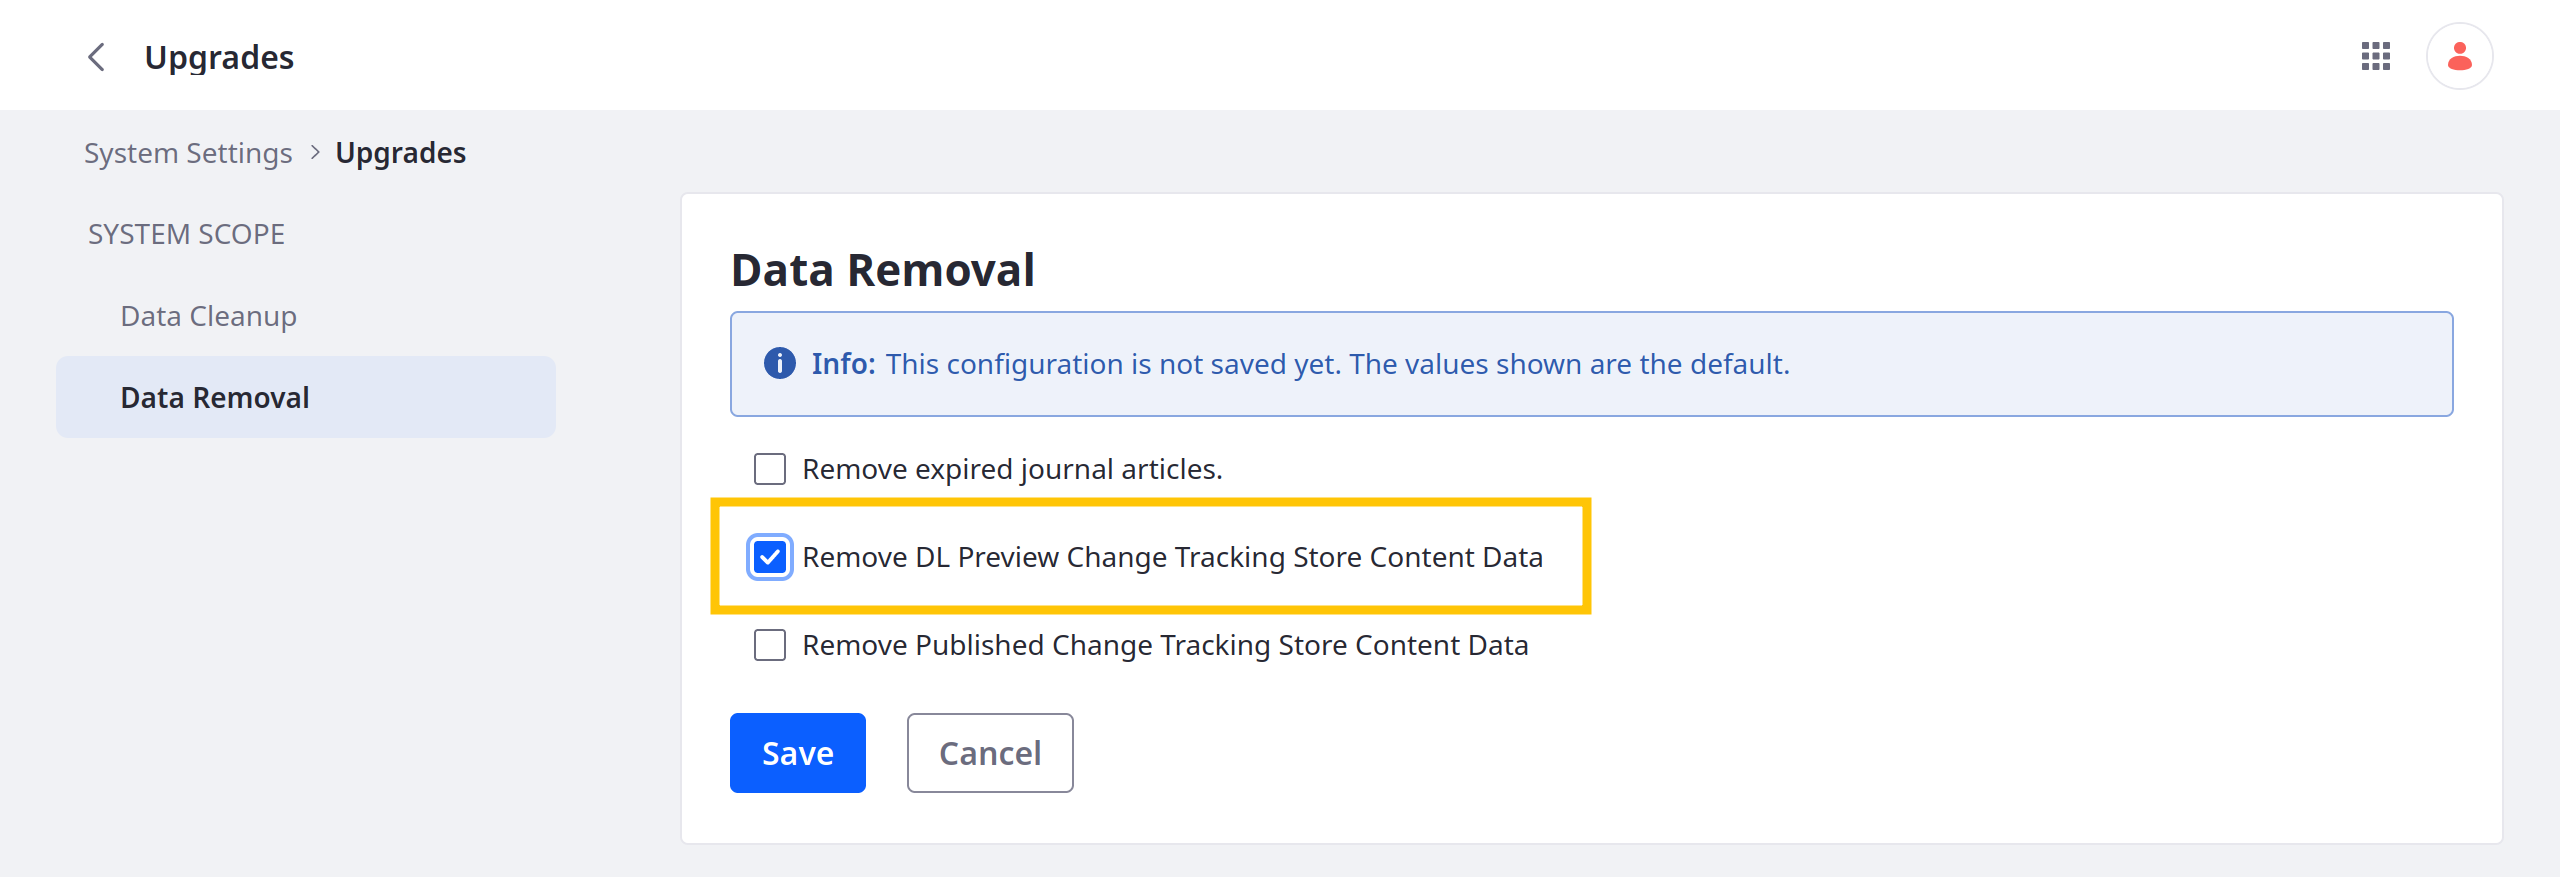 Upgrades
System Settings > Upgrades
SYSTEM SCOPE
Data Cleanup
Data Removal
Data Removal
Info: This configuration is not saved yet. The values shown are the default.
Remove expired journal articles.
Remove DL Preview Change Tracking Store Content Data
Remove Published Change Tracking Store Content Data
Save Cancel